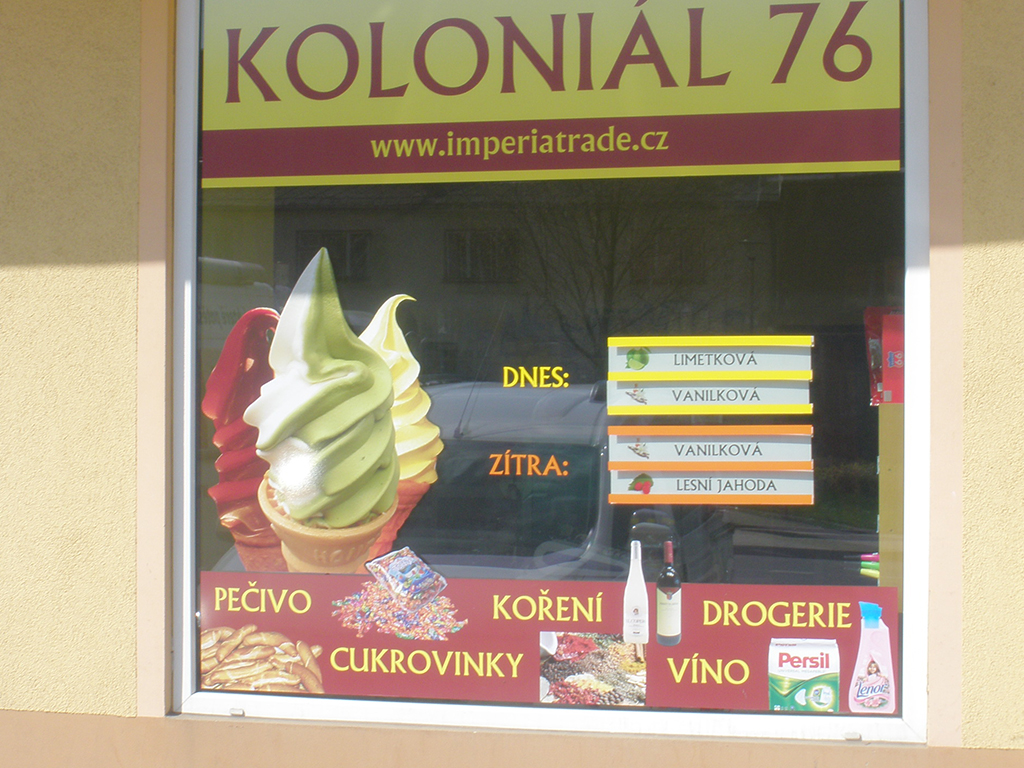 KOLONIÁL 76
www.imperiatrade.cz
DNES:
LIMETKOVÁ
VANILKOVÁ
ZÍTRA:
VANILKOVÁ
LESNÍ JAHODA
PEČIVO
KOŘENÍ
DROGERIE
CUKROVINKY
VÍNO
Persil
Lenor